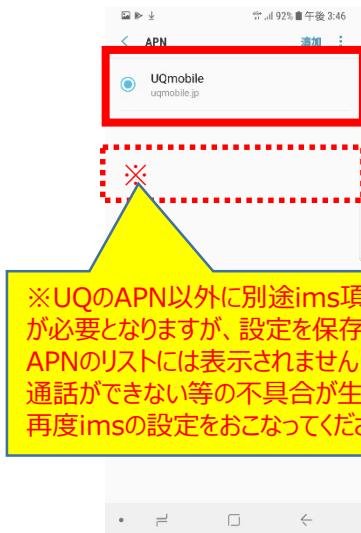 92% 午後 3:46
APN
追加
UQmobile
uqmobile.jp
※
※UQのAPN以外に別途ims項
が必要となりますが、設定を保存
APNのリストには表示されません
通話ができない等の不具合が生
再度imsの設定をおこなってくださ